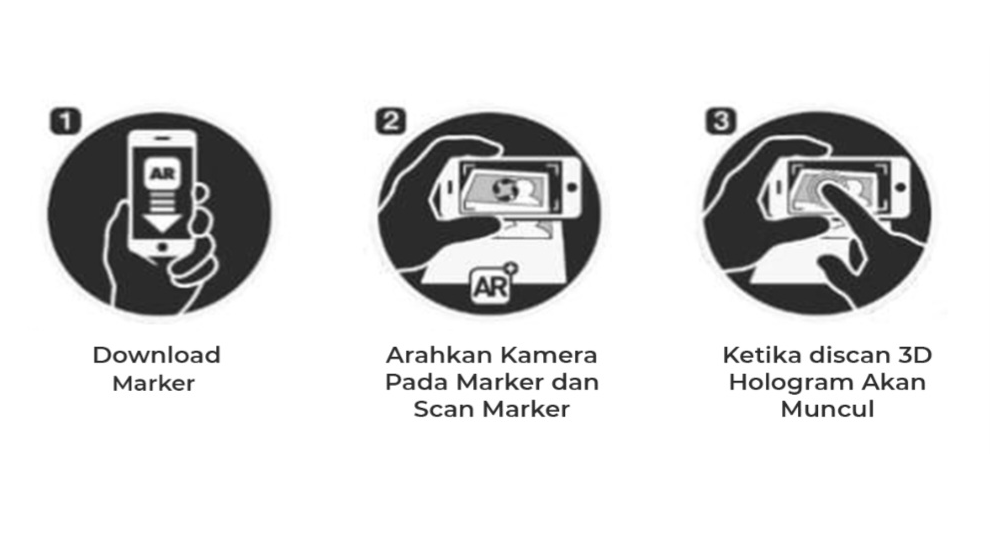 1
AR
Download
Marker
2
AR+
Arahkan Kamera
Pada Marker dan
Scan Marker
3
Ketika discan 3D
Hologram Akan
Muncul